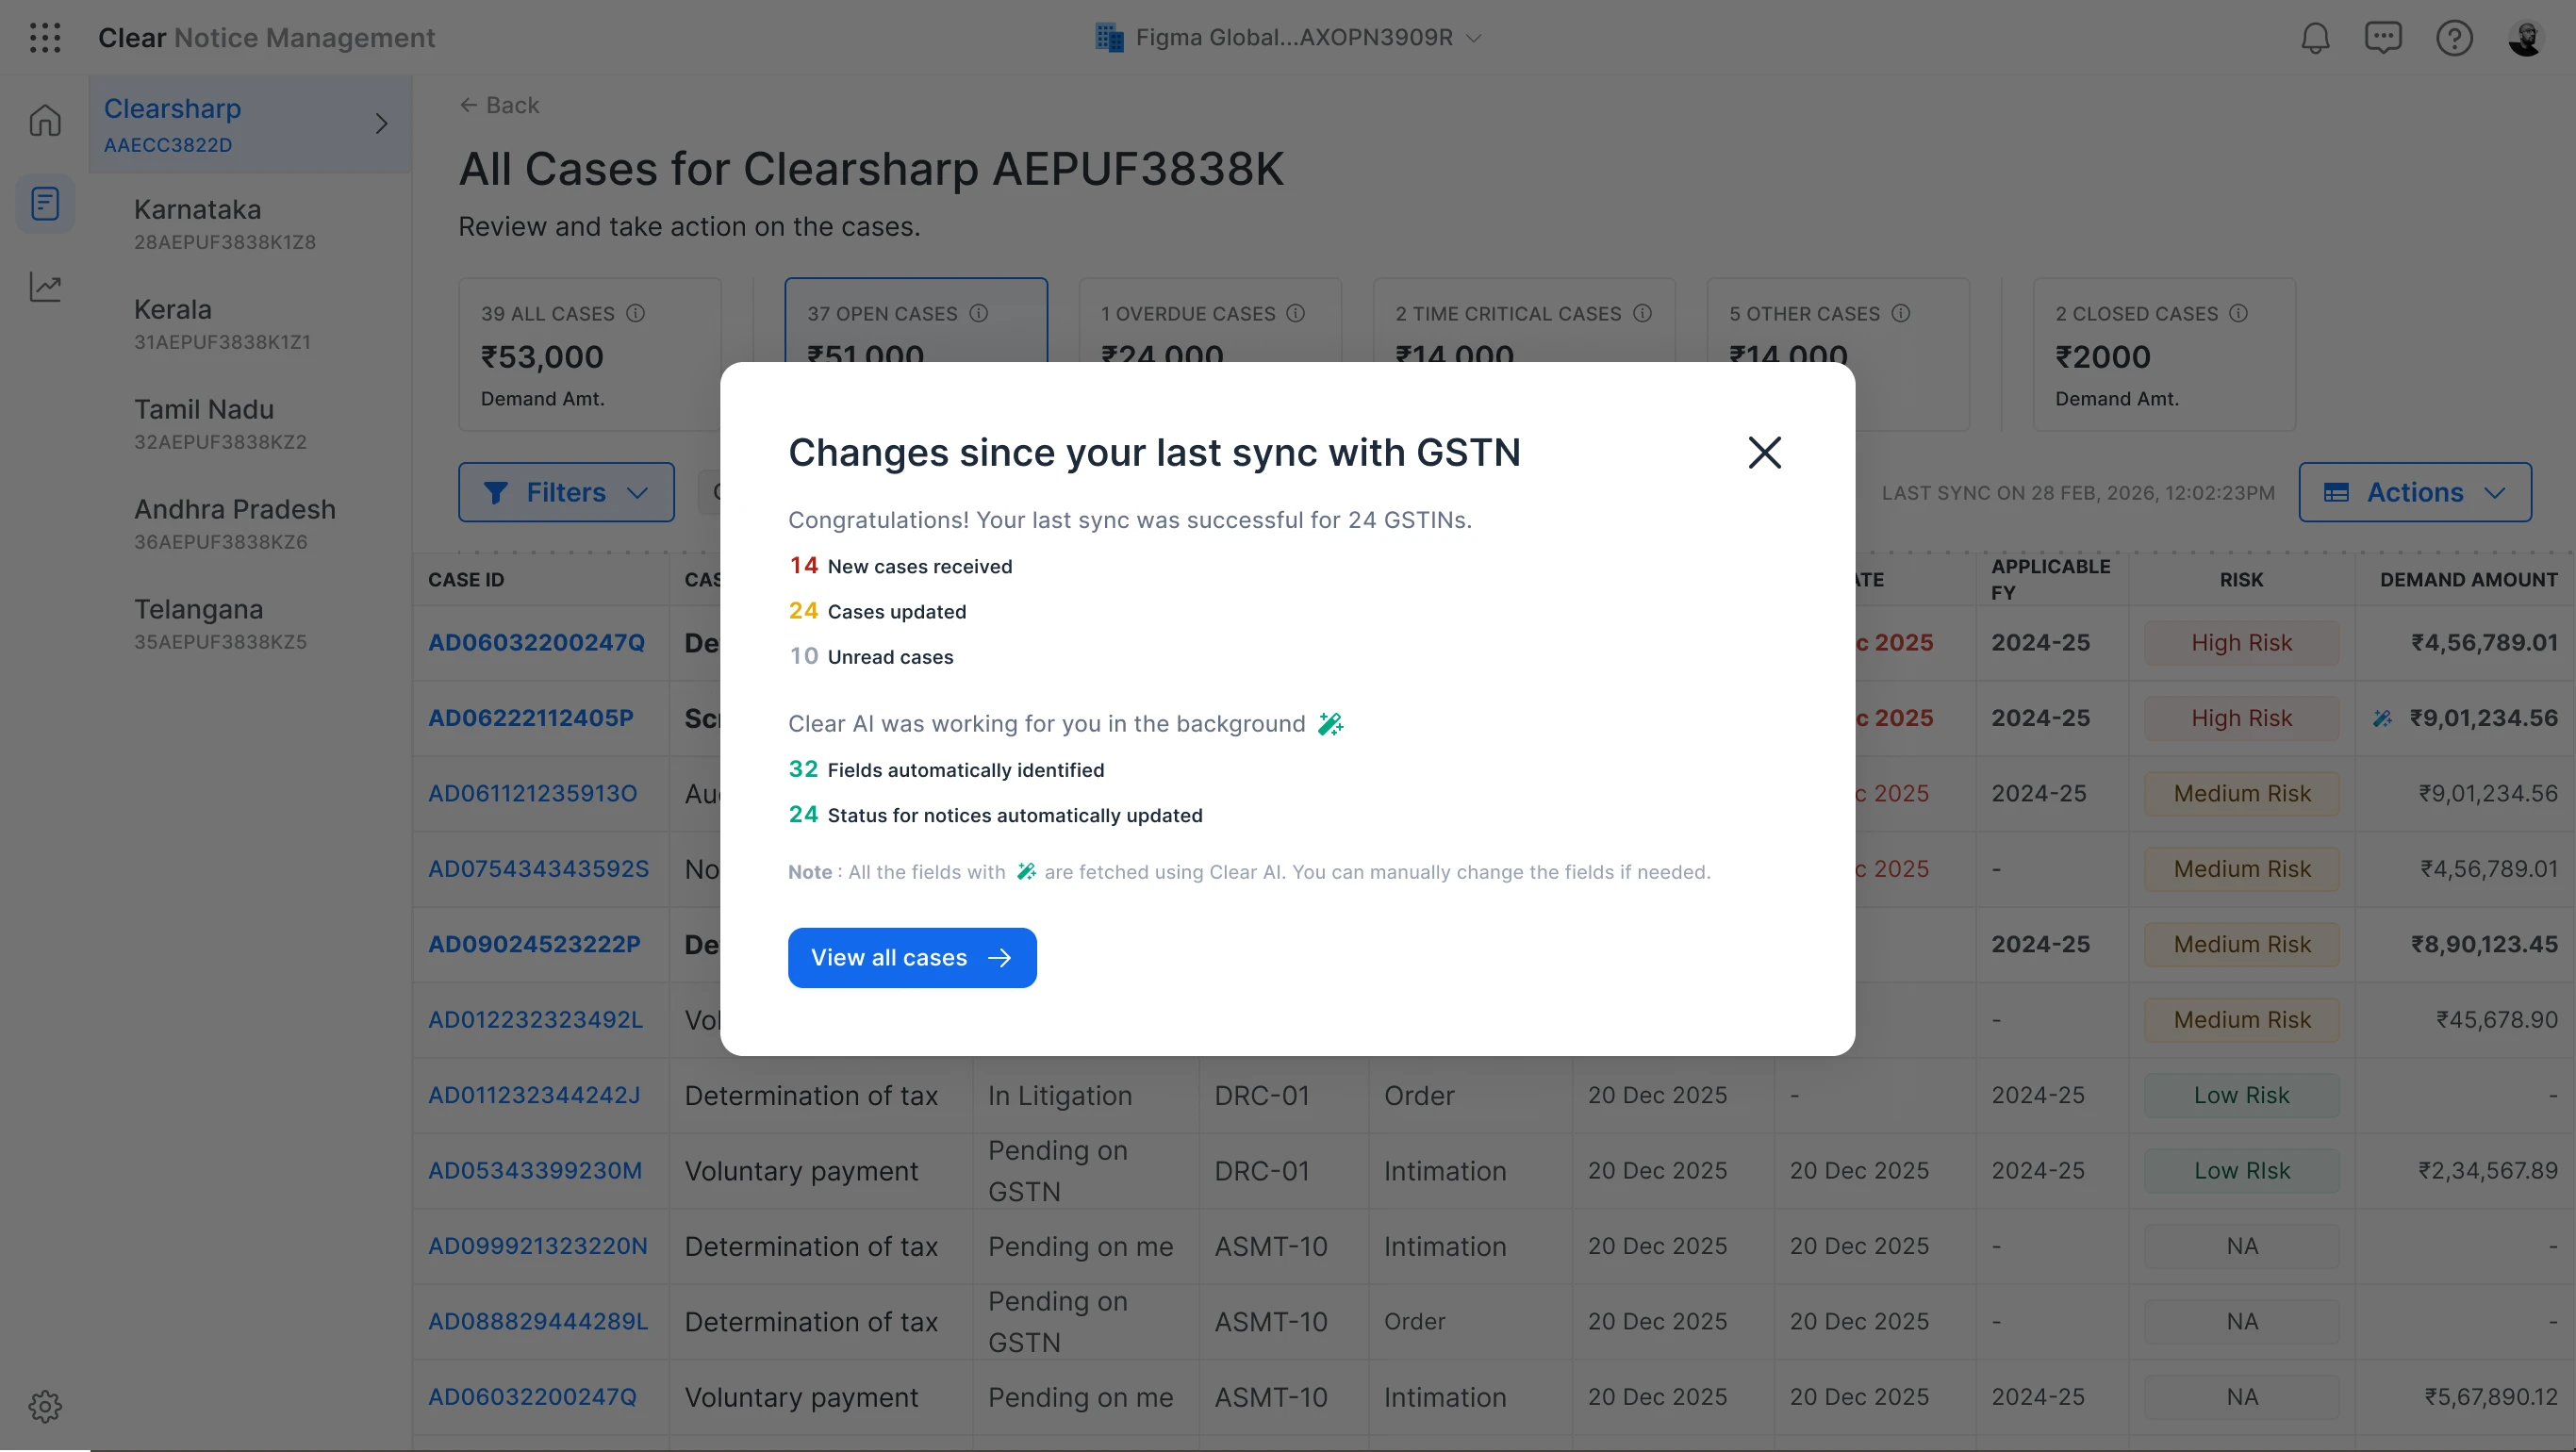 Clear Notice Management
Figma Global...AXOPN3909R
Clearsharp
AAECC3822D
Karnataka
28AEPUF3838K1Z8
Kerala
31AEPUF3838K1Z1
Tamil Nadu
32AEPUF3838KZ2
Andhra Pradesh
36AEPUF3838KZ6
Telangana
35AEPUF3838KZ5
← Back
All Cases for Clearsharp AEPUF3838K
Review and take action on the cases.
39 ALL CASES
₹53,000
Demand Amt.
37 OPEN CASES
₹51,000
1 OVERDUE CASES
₹24,000
2 TIME CRITICAL CASES
₹14,000
5 OTHER CASES
₹14,000
2 CLOSED CASES
₹2000
Demand Amt.
Filters
LAST SYNC ON 28 FEB, 2026, 12:02:23PM
Actions
Changes since your last sync with GSTN
Congratulations! Your last sync was successful for 24 GSTINs.
14 New cases received
24 Cases updated
10 Unread cases
Clear AI was working for you in the background
32 Fields automatically identified
24 Status for notices automatically updated
Note : All the fields with are fetched using Clear AI. You can manually change the fields if needed.
View all cases →
CASE ID APPLICABLE FY RISK DEMAND AMOUNT
AD06032200247Q 2025 2024-25 High Risk ₹4,56,789.01
AD06222112405P 2025 2024-25 High Risk ₹9,01,234.56
AD061121235913O 2025 2024-25 Medium Risk ₹9,01,234.56
AD075434343592S 2025 - Medium Risk ₹4,56,789.01
AD09024523222P 2024-25 Medium Risk ₹8,90,123.45
AD012232323492L - Medium Risk ₹45,678.90
AD011232344242J Determination of tax In Litigation DRC-01 Order 20 Dec 2025 - 2024-25 Low Risk -
AD05343399230M Voluntary payment Pending on GSTN DRC-01 Intimation 20 Dec 2025 20 Dec 2025 2024-25 Low RIsk ₹2,34,567.89
AD099921323220N Determination of tax Pending on me ASMT-10 Intimation 20 Dec 2025 20 Dec 2025 - NA -
AD088829444289L Determination of tax Pending on GSTN ASMT-10 Order 20 Dec 2025 20 Dec 2025 - NA -
AD06032200247Q Voluntary payment Pending on me ASMT-10 Intimation 20 Dec 2025 20 Dec 2025 2024-25 NA ₹5,67,890.12